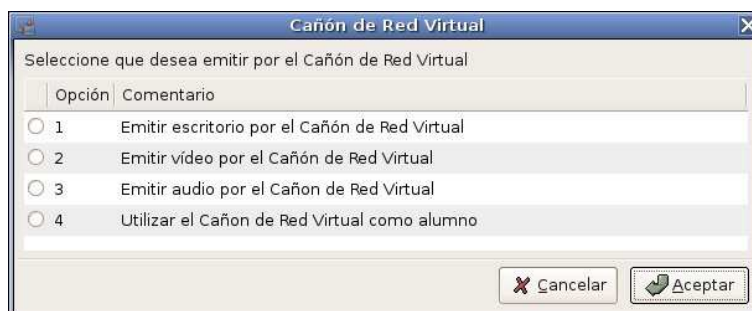 Cañón de Red Virtual
Seleccione que desea emitir por el Cañón de Red Virtual
Opción Comentario
1 Emitir escritorio por el Cañón de Red Virtual
2 Emitir vídeo por el Cañón de Red Virtual
3 Emitir audio por el Cañon de Red Virtual
4 Utilizar el Cañon de Red Virtual como alumno
Cancelar Aceptar